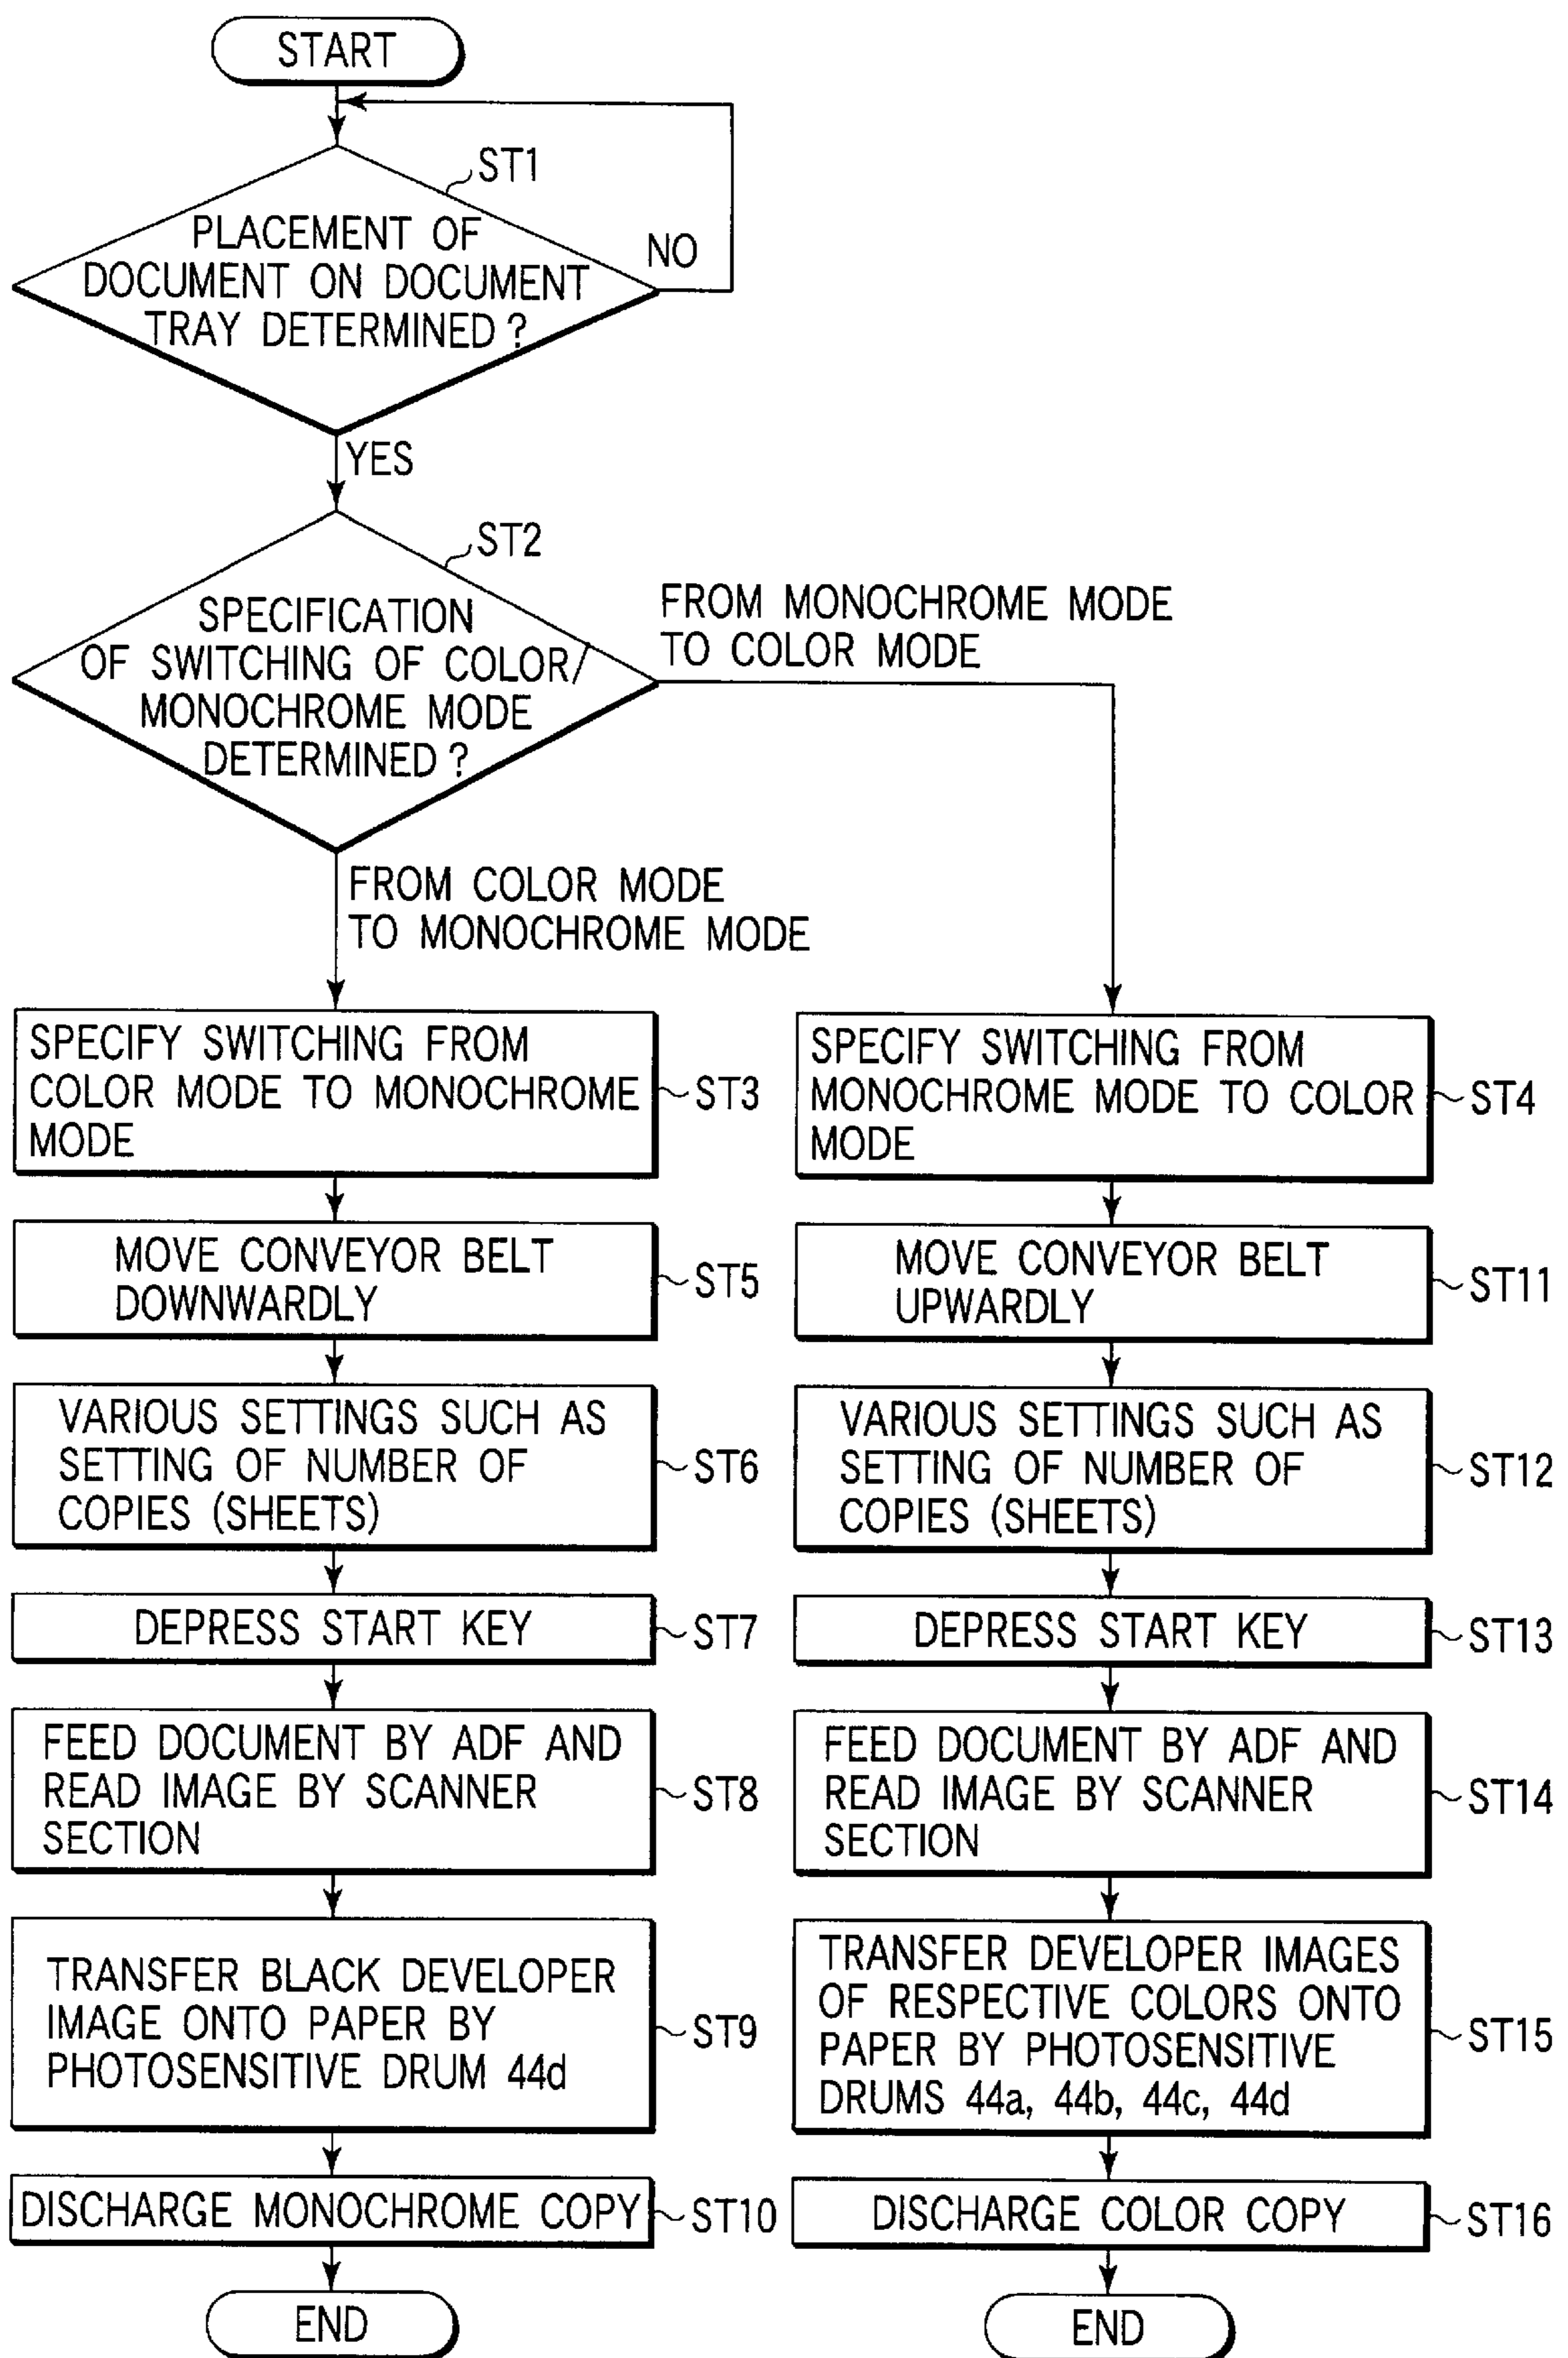 START
ST1
PLACEMENT OF
DOCUMENT ON DOCUMENT
TRAY DETERMINED?
NO
YES
ST2
SPECIFICATION
OF SWITCHING OF COLOR/
MONOCHROME MODE
DETERMINED?
FROM MONOCHROME MODE
TO COLOR MODE
FROM COLOR MODE
TO MONOCHROME MODE
SPECIFY SWITCHING FROM
COLOR MODE TO MONOCHROME
MODE
ST3
MOVE CONVEYOR BELT
DOWNWARDLY
ST5
VARIOUS SETTINGS SUCH AS
SETTING OF NUMBER OF
COPIES (SHEETS)
ST6
DEPRESS START KEY
ST7
FEED DOCUMENT BY ADF AND
READ IMAGE BY SCANNER
SECTION
ST8
TRANSFER BLACK DEVELOPER
IMAGE ONTO PAPER BY
PHOTOSENSITIVE DRUM 44d
ST9
DISCHARGE MONOCHROME COPY
ST10
END
SPECIFY SWITCHING FROM
MONOCHROME MODE TO COLOR
MODE
ST4
MOVE CONVEYOR BELT
UPWARDLY
ST11
VARIOUS SETTINGS SUCH AS
SETTING OF NUMBER OF
COPIES (SHEETS)
ST12
DEPRESS START KEY
ST13
FEED DOCUMENT BY ADF AND
READ IMAGE BY SCANNER
SECTION
ST14
TRANSFER DEVELOPER IMAGES
OF RESPECTIVE COLORS ONTO
PAPER BY PHOTOSENSITIVE
DRUMS 44a, 44b, 44c, 44d
ST15
DISCHARGE COLOR COPY
ST16
END